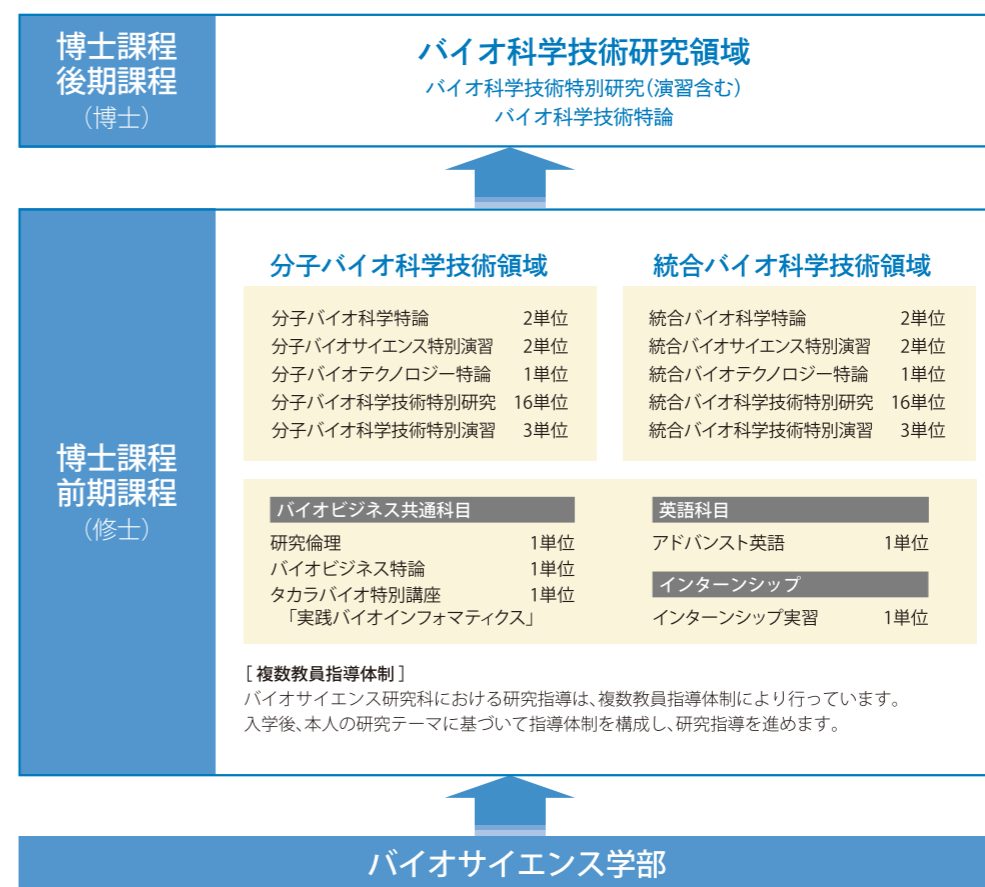 博士課程
後期課程
（博士）
バイオ科学技術研究領域
バイオ科学技術特別研究（演習含む）
バイオ科学技術特論
博士課程
前期課程
（修士）
分子バイオ科学技術領域
分子バイオ科学特論 2単位
分子バイオサイエンス特別演習 2単位
分子バイオテクノロジー特論 1単位
分子バイオ科学技術特別研究 16単位
分子バイオ科学技術特別演習 3単位
統合バイオ科学技術領域
統合バイオ科学特論 2単位
統合バイオサイエンス特別演習 2単位
統合バイオテクノロジー特論 1単位
統合バイオ科学技術特別研究 16単位
統合バイオ科学技術特別演習 3単位
バイオビジネス共通科目
研究倫理 1単位
バイオビジネス特論 1単位
タカラバイオ特別講座 1単位
「実践バイオインフォマティクス」
英語科目
アドバンスト英語 1単位
インターンシップ
インターンシップ実習 1単位
［複数教員指導体制］
バイオサイエンス研究科における研究指導は、複数教員指導体制により行っています。
入学後、本人の研究テーマに基づいて指導体制を構成し、研究指導を進めます。
バイオサイエンス学部